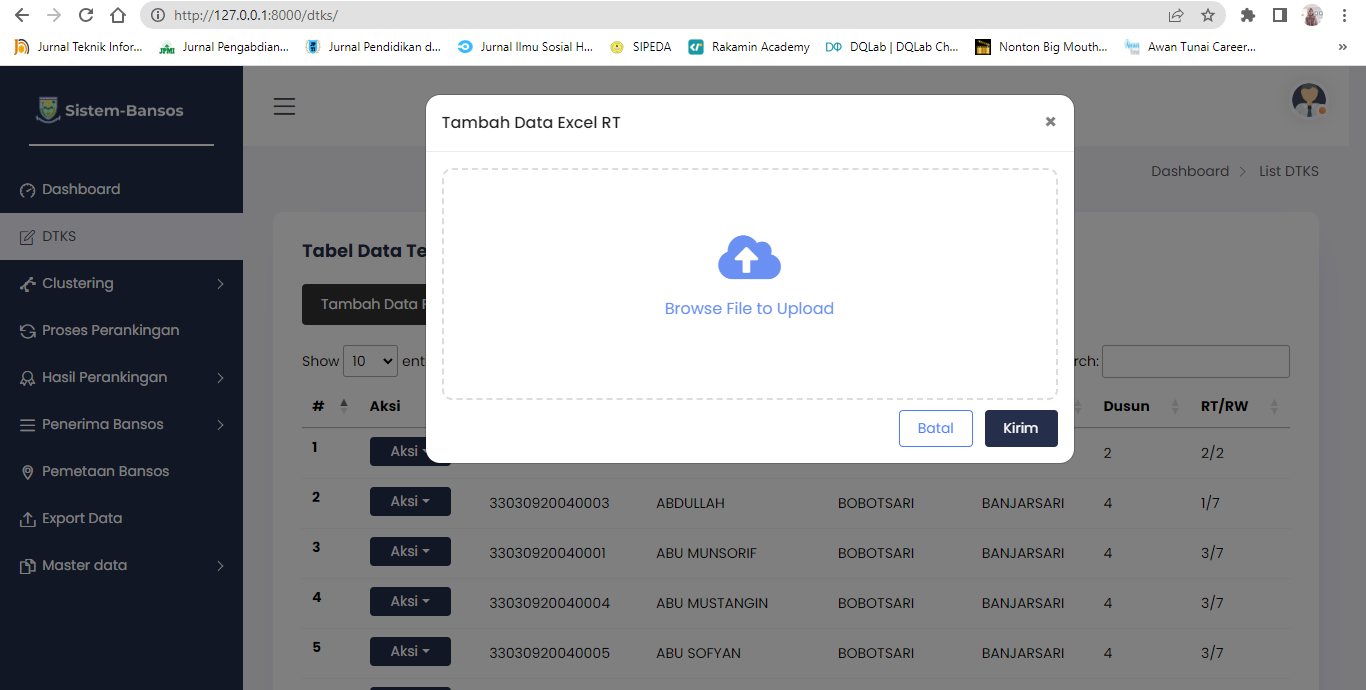 http://127.0.0.1:8000/dtks/
Jurnal Teknik Infor... Jurnal Pengabdian... Jurnal Pendidikan d... Jurnal Ilmu Sosial H... SIPEDA Rakamin Academy DQLab | DQLab Ch... Nonton Big Mouth... Awan Tunai Career... »
Sistem-Bansos
Dashboard
DTKS
Clustering
Proses Perankingan
Hasil Perankingan
Penerima Bansos
Pemetaan Bansos
Export Data
Master data
Tambah Data Excel RT ×
Browse File to Upload
Batal Kirim
Dashboard > List DTKS
Tabel Data Te
Tambah Data
Show 10 ent
rch:
# Aksi Dusun RT/RW
1 Aksi 2 2/2
2 Aksi 33030920040003 ABDULLAH BOBOTSARI BANJARSARI 4 1/7
3 Aksi 33030920040001 ABU MUNSORIF BOBOTSARI BANJARSARI 4 3/7
4 Aksi 33030920040004 ABU MUSTANGIN BOBOTSARI BANJARSARI 4 3/7
5 Aksi 33030920040005 ABU SOFYAN BOBOTSARI BANJARSARI 4 3/7